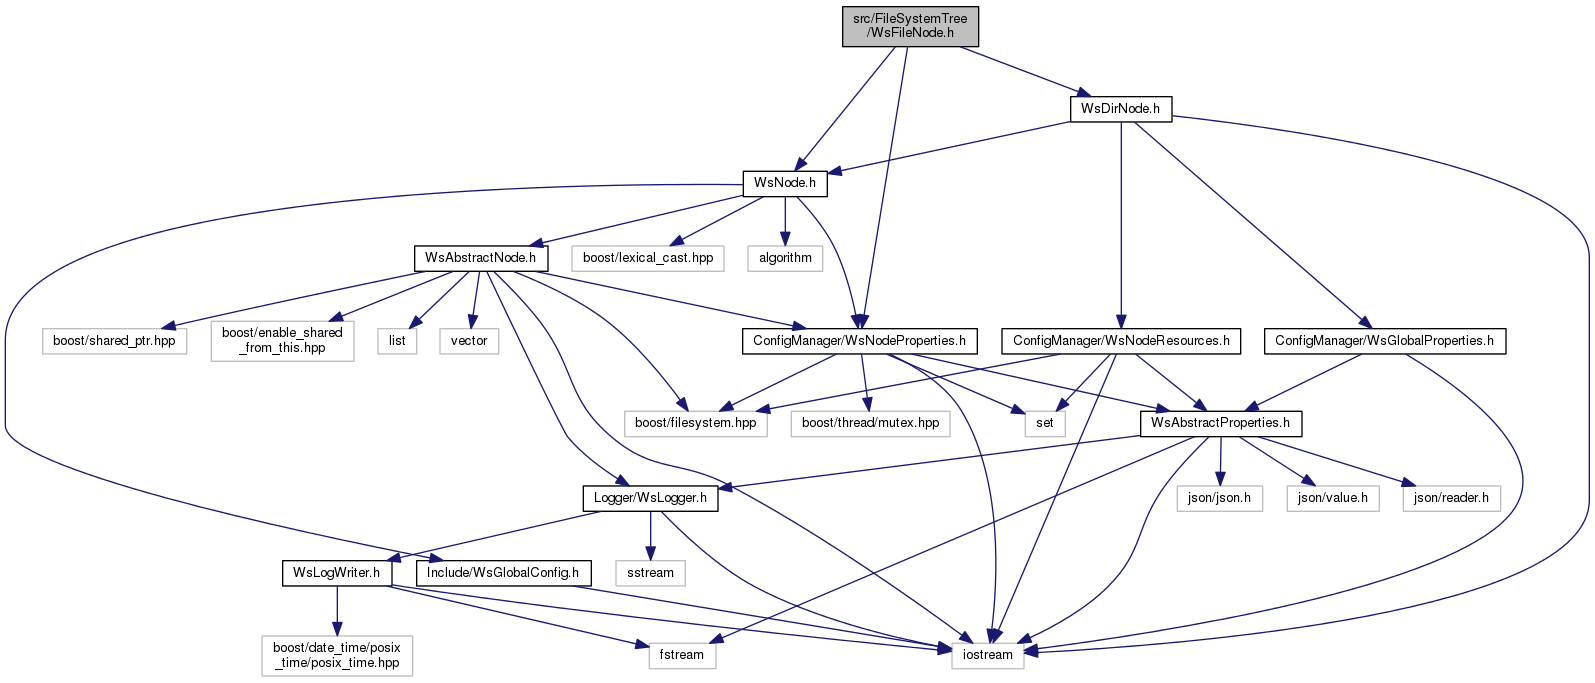 src/FileSystemTree
/WsFileNode.h
WsDirNode.h
WsNode.h
WsAbstractNode.h
boost/lexical_cast.hpp
algorithm
boost/shared_ptr.hpp
boost/enable_shared
_from_this.hpp
list
vector
ConfigManager/WsNodeProperties.h
ConfigManager/WsNodeResources.h
ConfigManager/WsGlobalProperties.h
boost/filesystem.hpp
boost/thread/mutex.hpp
set
WsAbstractProperties.h
Logger/WsLogger.h
json/json.h
json/value.h
json/reader.h
WsLogWriter.h
Include/WsGlobalConfig.h
sstream
boost/date_time/posix
_time/posix_time.hpp
fstream
iostream